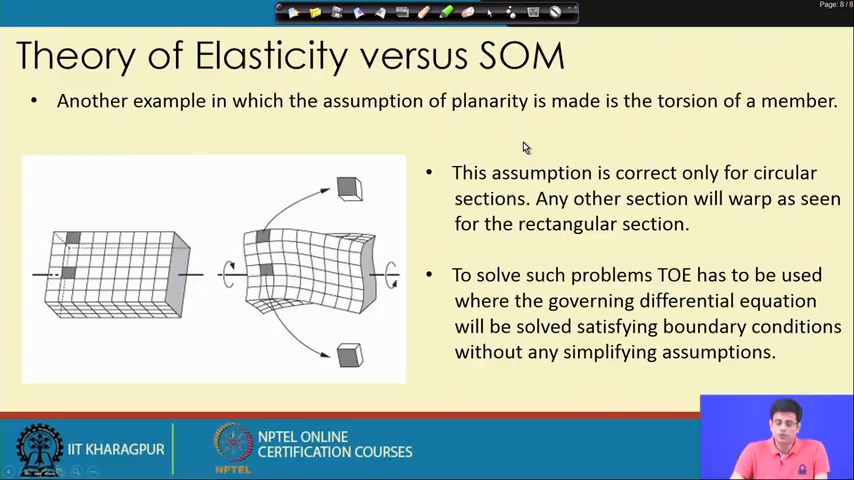 Page: 8 / 8
Theory of Elasticity versus SOM
• Another example in which the assumption of planarity is made is the torsion of a member.
• This assumption is correct only for circular
sections. Any other section will warp as seen
for the rectangular section.
• To solve such problems TOE has to be used
where the governing differential equation
will be solved satisfying boundary conditions
without any simplifying assumptions.
IIT KHARAGPUR
NPTEL
NPTEL ONLINE
CERTIFICATION COURSES